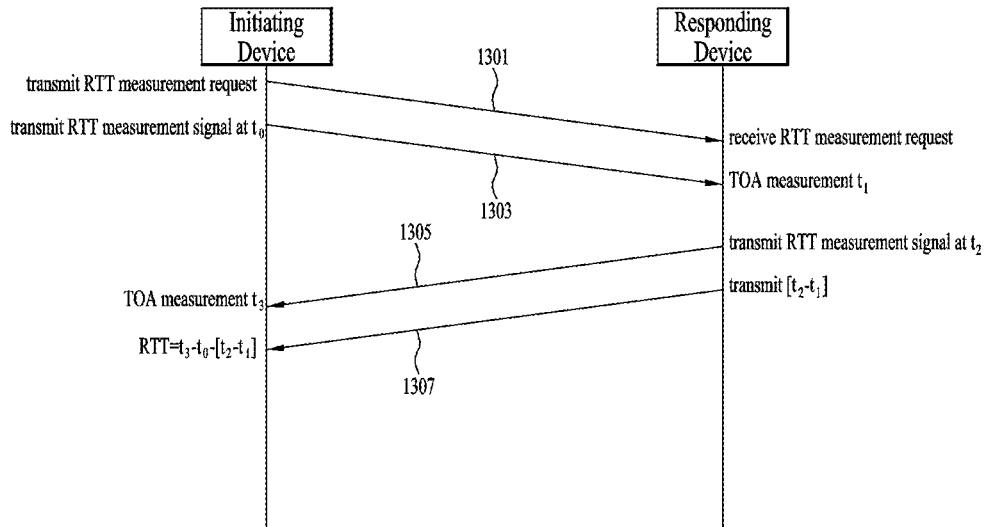 Initiating
Device
Responding
Device
1301
transmit RTT measurement request
transmit RTT measurement signal at t₀
receive RTT measurement request
1303
TOA measurement t₁
1305
transmit RTT measurement signal at t₂
transmit [t₂-t₁]
TOA measurement t₃
RTT=t₃-t₀-[t₂-t₁]
1307